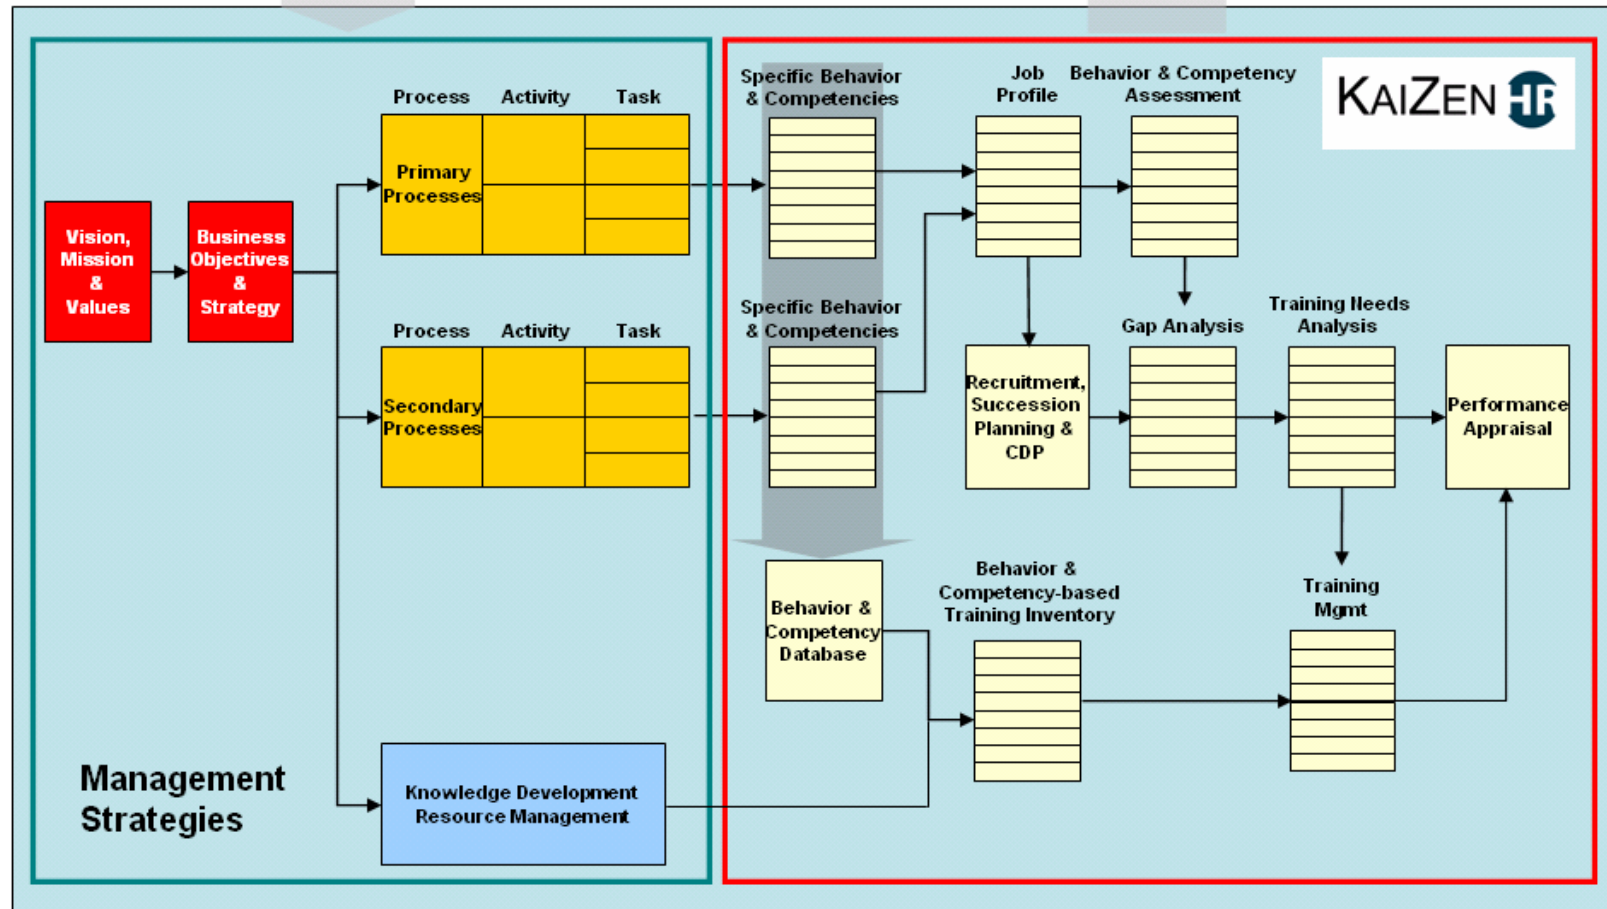 Process
Activity
Task
Primary
Processes
Vision,
Mission
&
Values
Business
Objectives
&
Strategy
Process
Activity
Task
Secondary
Processes
Knowledge Development
Resource Management
Management
Strategies
Specific Behavior
& Competencies
Job
Profile
Behavior & Competency
Assessment
KAIZEN HR
Specific Behavior
& Competencies
Gap Analysis
Training Needs
Analysis
Recruitment,
Succession
Planning &
CDP
Performance
Appraisal
Behavior &
Competency
Database
Behavior &
Competency-based
Training Inventory
Training
Mgmt